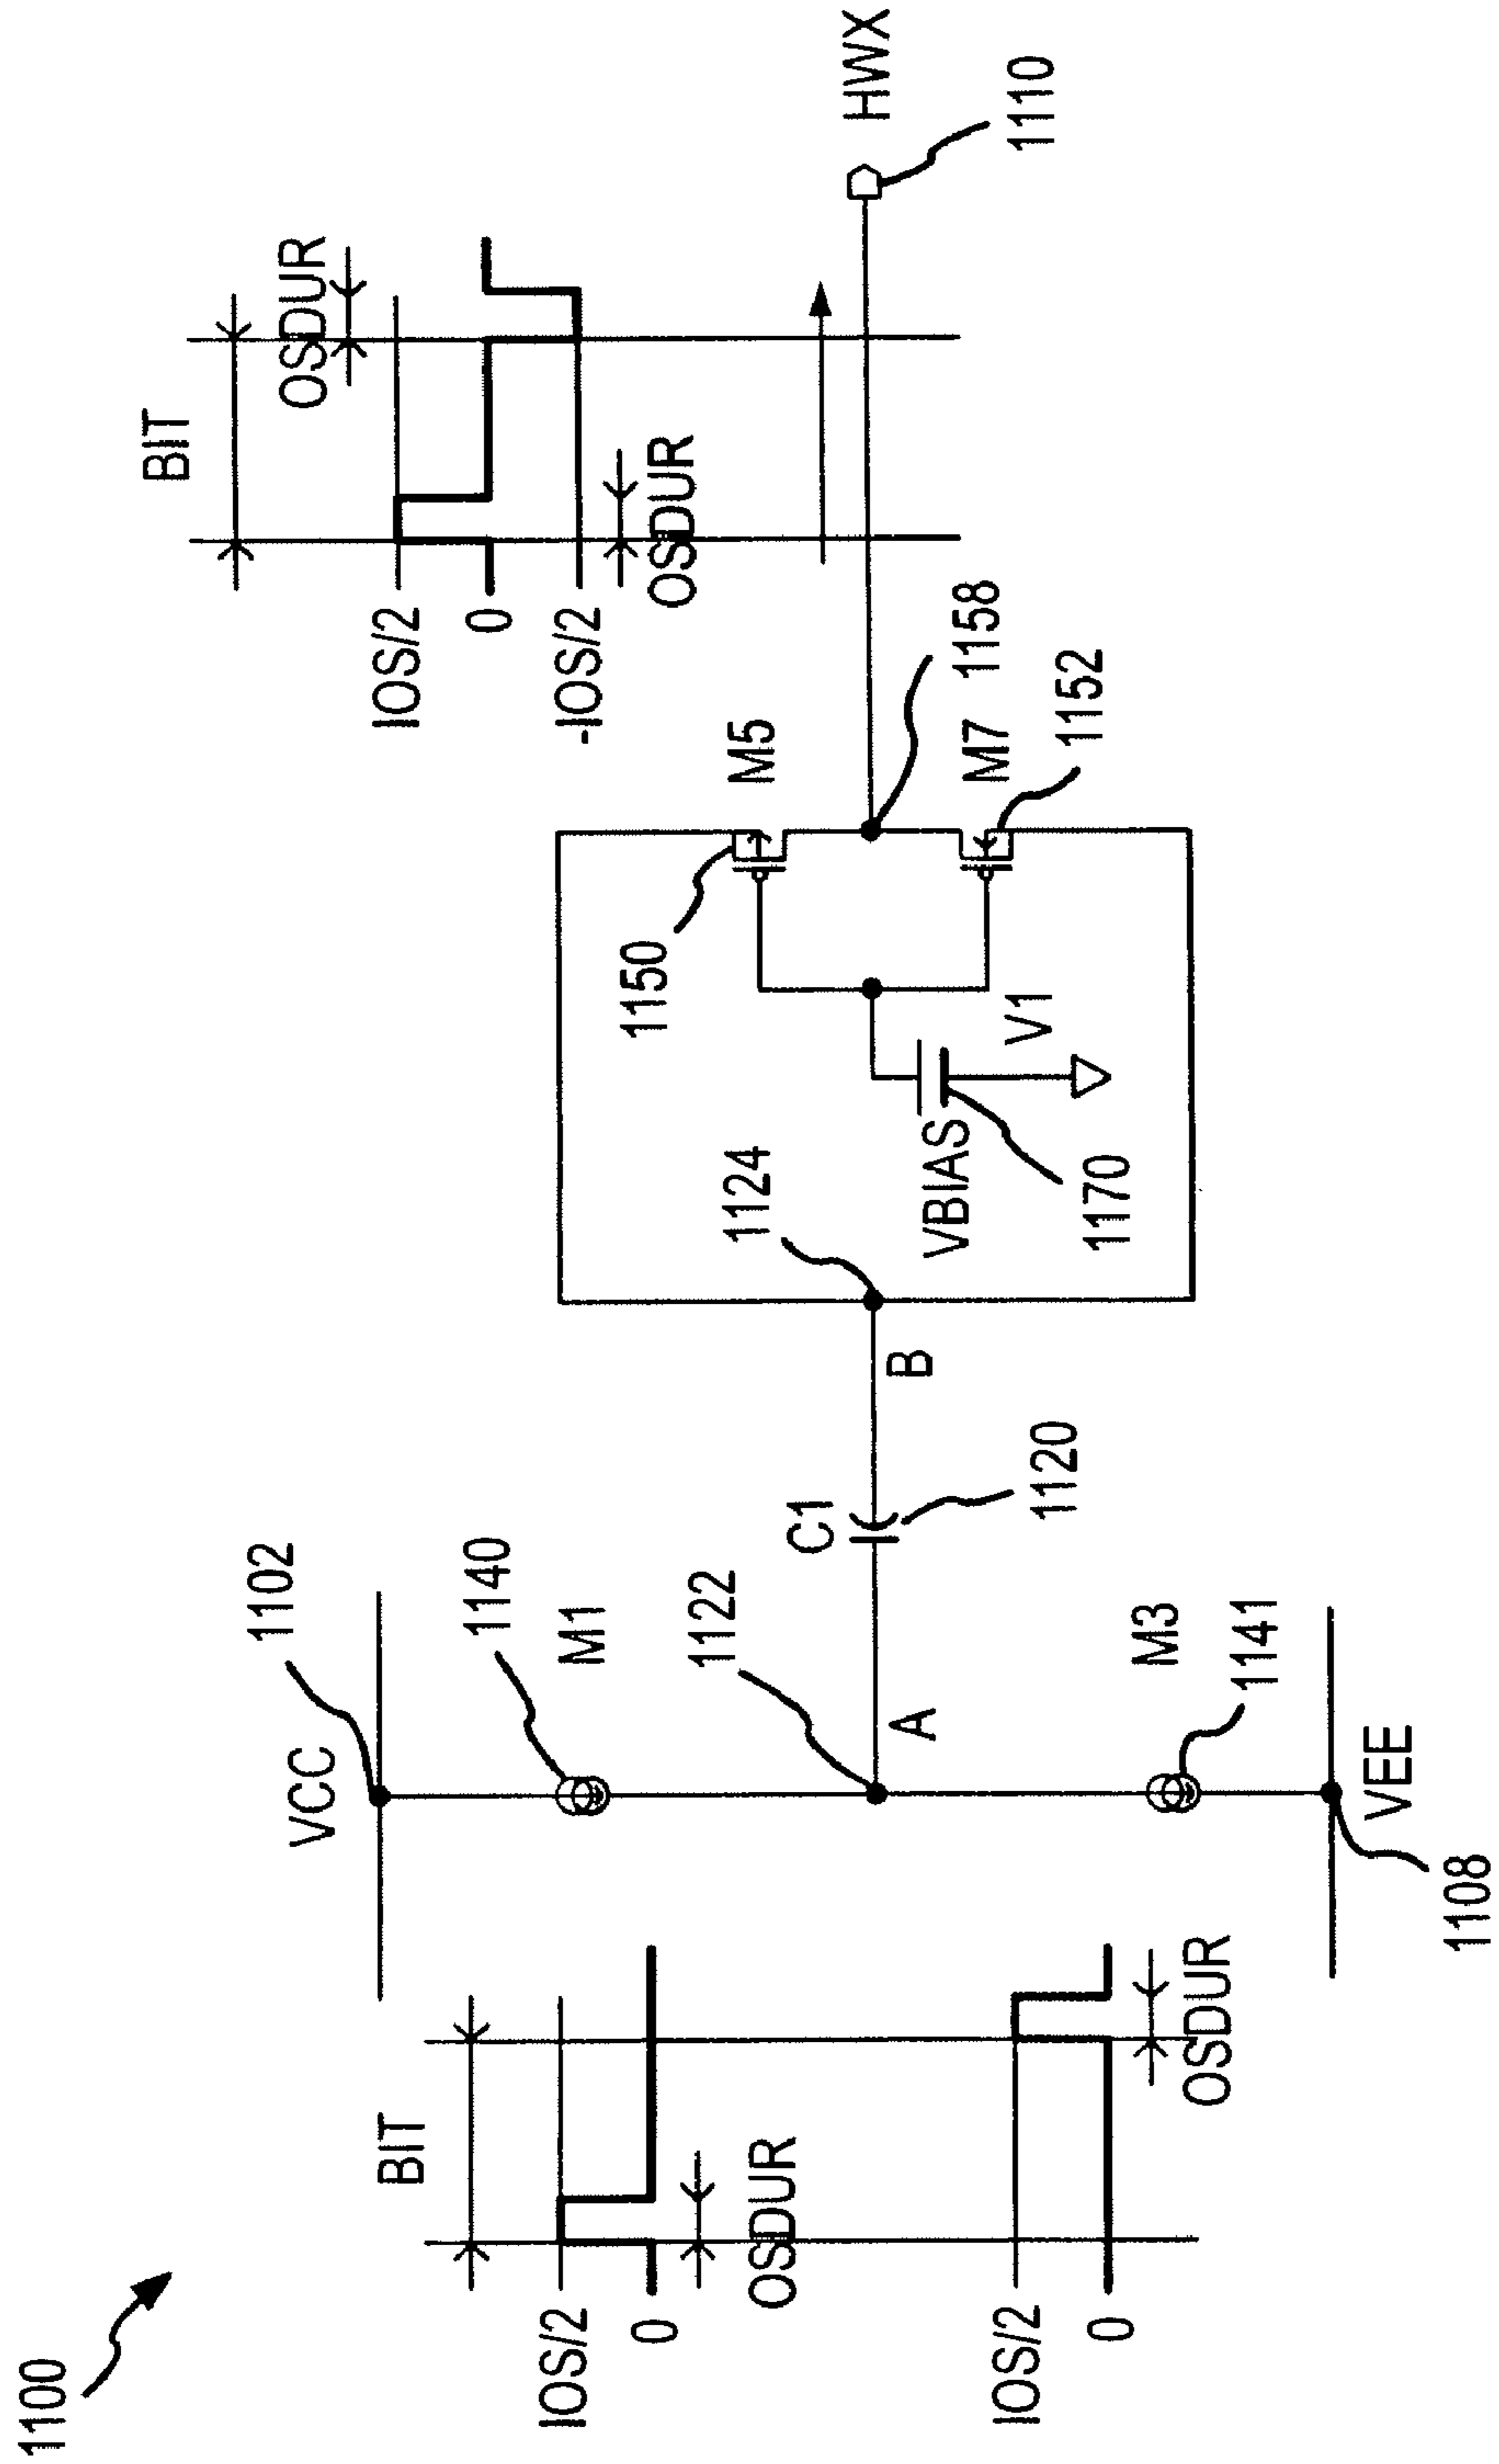 1100
BIT
IOS/2
0
OSDUR
IOS/2
0
OSDUR
VCC
1102
1140
M1
1122
A
M3
1141
VEE
1108
C1
1120
B
1124
VBIAS
1170
V1
1150
M5
M7
1152
1158
BIT
OSDUR
IOS/2
0
-IOS/2
OSDUR
HWX
1110